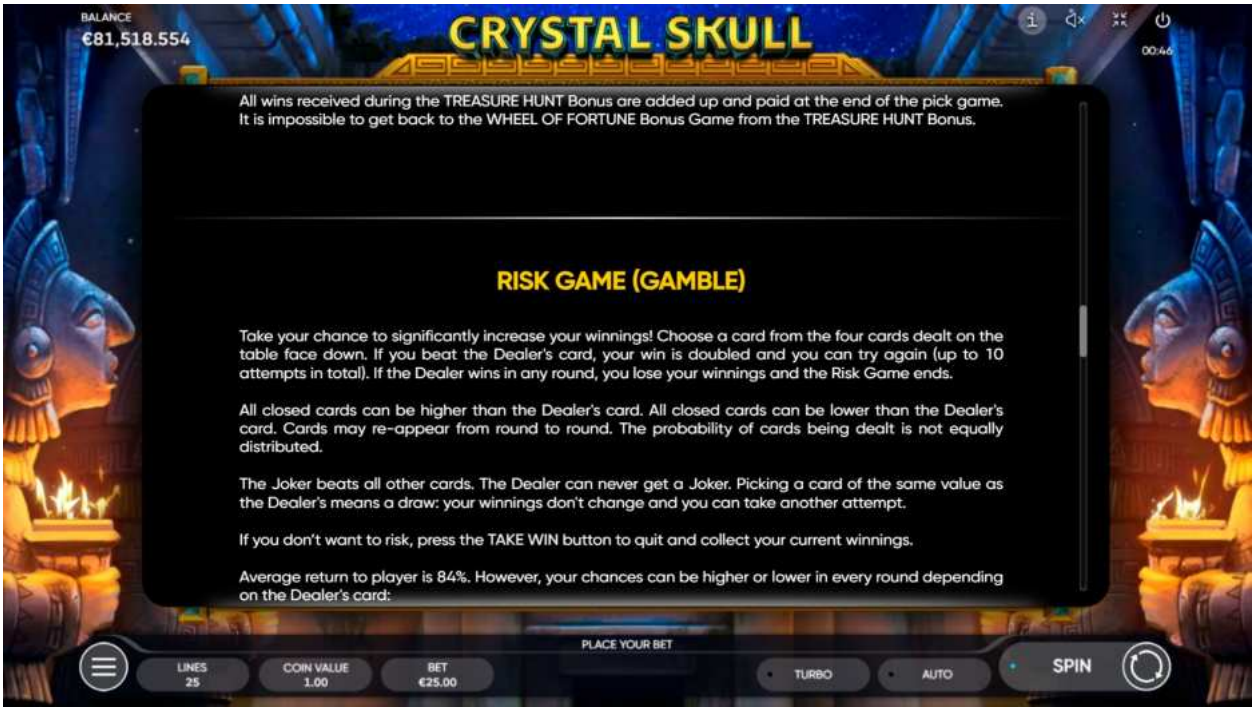 BALANCE
€81,518.554
CRYSTAL SKULL
i
00:46
All wins received during the TREASURE HUNT Bonus are added up and paid at the end of the pick game.
It is impossible to get back to the WHEEL OF FORTUNE Bonus Game from the TREASURE HUNT Bonus.
RISK GAME (GAMBLE)
Take your chance to significantly increase your winnings! Choose a card from the four cards dealt on the
table face down. If you beat the Dealer's card, your win is doubled and you can try again (up to 10
attempts in total). If the Dealer wins in any round, you lose your winnings and the Risk Game ends.
All closed cards can be higher than the Dealer's card. All closed cards can be lower than the Dealer's
card. Cards may re-appear from round to round. The probability of cards being dealt is not equally
distributed.
The Joker beats all other cards. The Dealer can never get a Joker. Picking a card of the same value as
the Dealer's means a draw: your winnings don't change and you can take another attempt.
If you don't want to risk, press the TAKE WIN button to quit and collect your current winnings.
Average return to player is 84%. However, your chances can be higher or lower in every round depending
on the Dealer's card:
PLACE YOUR BET
LINES
25
COIN VALUE
1.00
BET
€25.00
TURBO
AUTO
SPIN